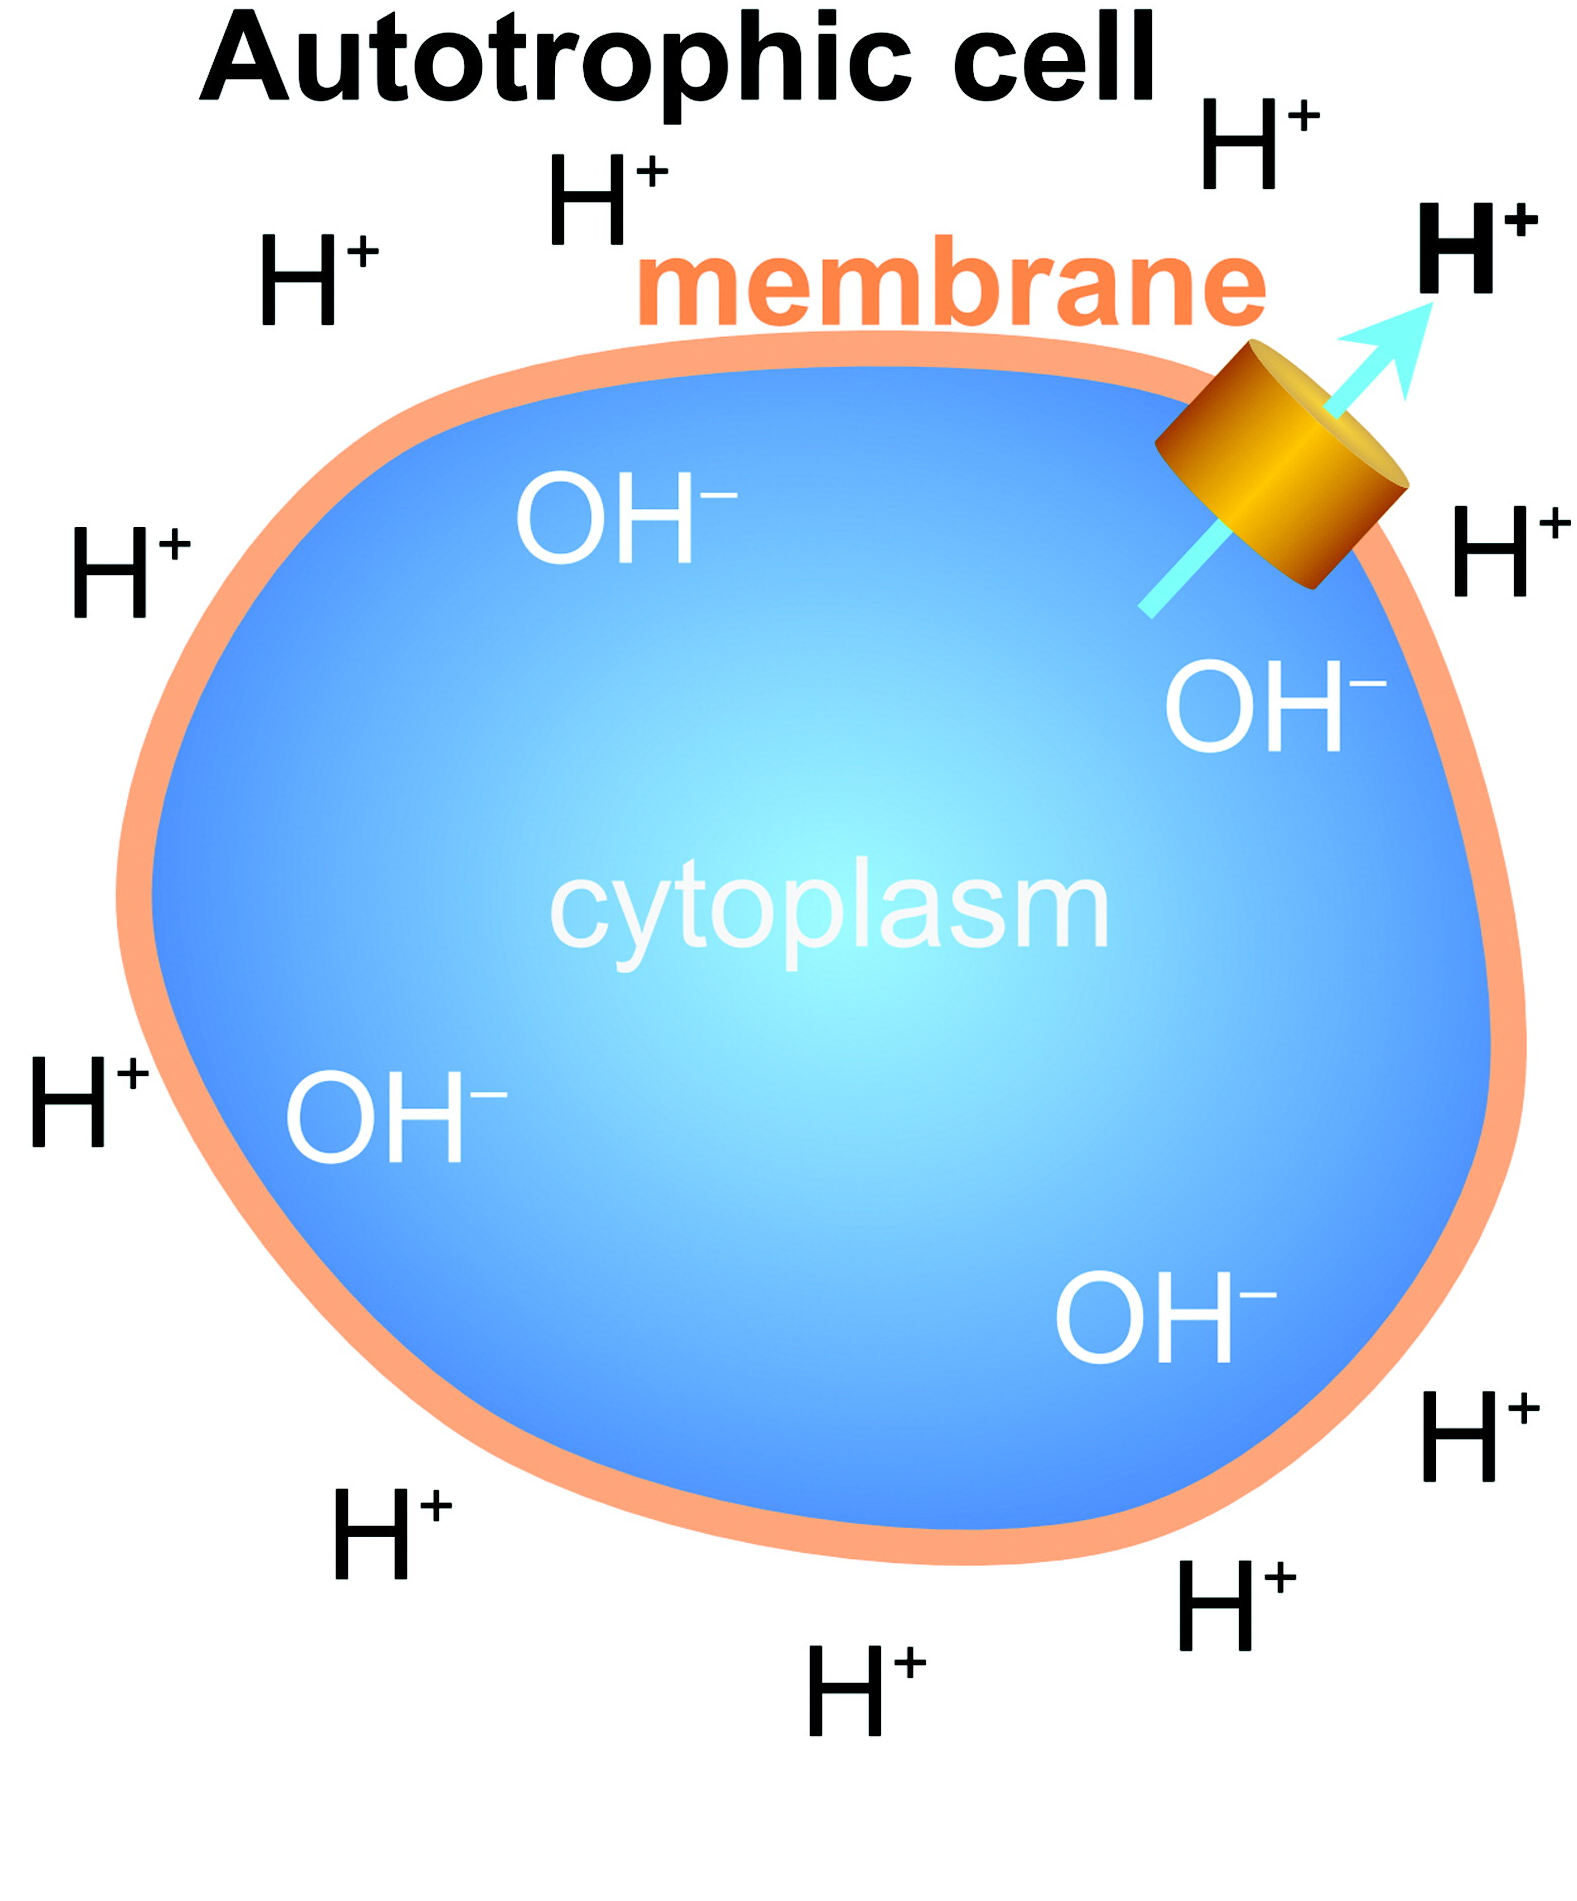 Autotrophic cell
H⁺
H⁺
H⁺
H⁺
membrane
OH⁻
H⁺
H⁺
OH⁻
cytoplasm
H⁺
OH⁻
OH⁻
H⁺
H⁺
H⁺
H⁺